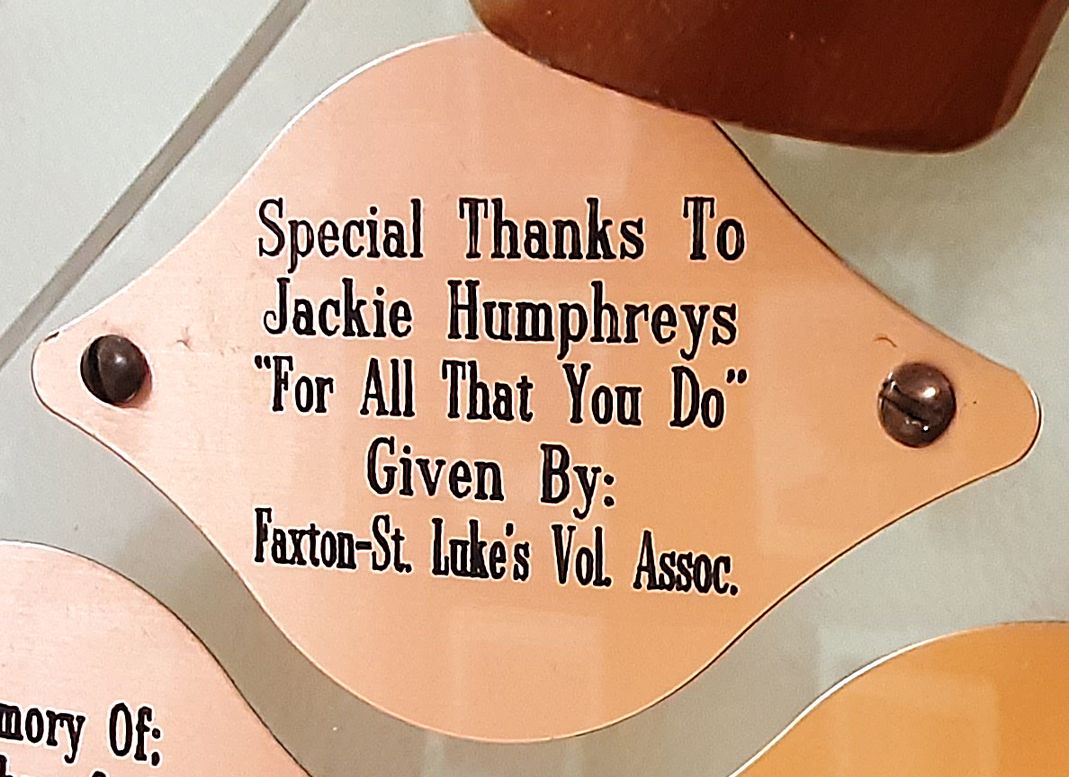 Special Thanks To
Jackie Humphreys
"For All That You Do"
Given By:
Faxton-St. Luke's Vol. Assoc.
mory Of: